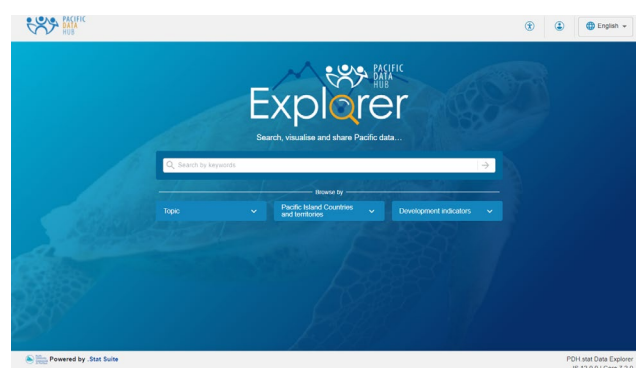 PACIFIC
DATA
HUB
English
PACIFIC
DATA
HUB
Explorer
Search, visualise and share Pacific data...
Search by keywords
Browse by
Topic
Pacific Island Countries
and territories
Development indicators
Powered by .Stat Suite
PDH.stat Data Explorer